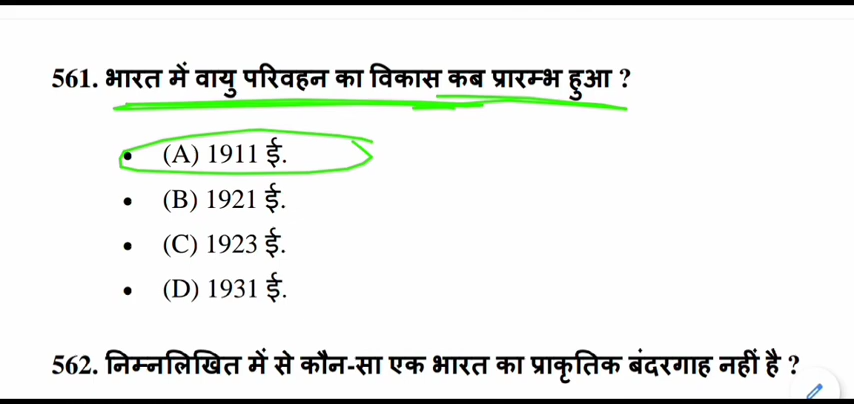 561. भारत में वायु परिवहन का विकास कब प्रारम्भ हुआ ?
(A) 1911 ई.
(B) 1921 ई.
(C) 1923 ई.
(D) 1931 ई.
562. निम्नलिखित में से कौन-सा एक भारत का प्राकृतिक बंदरगाह नहीं है ?